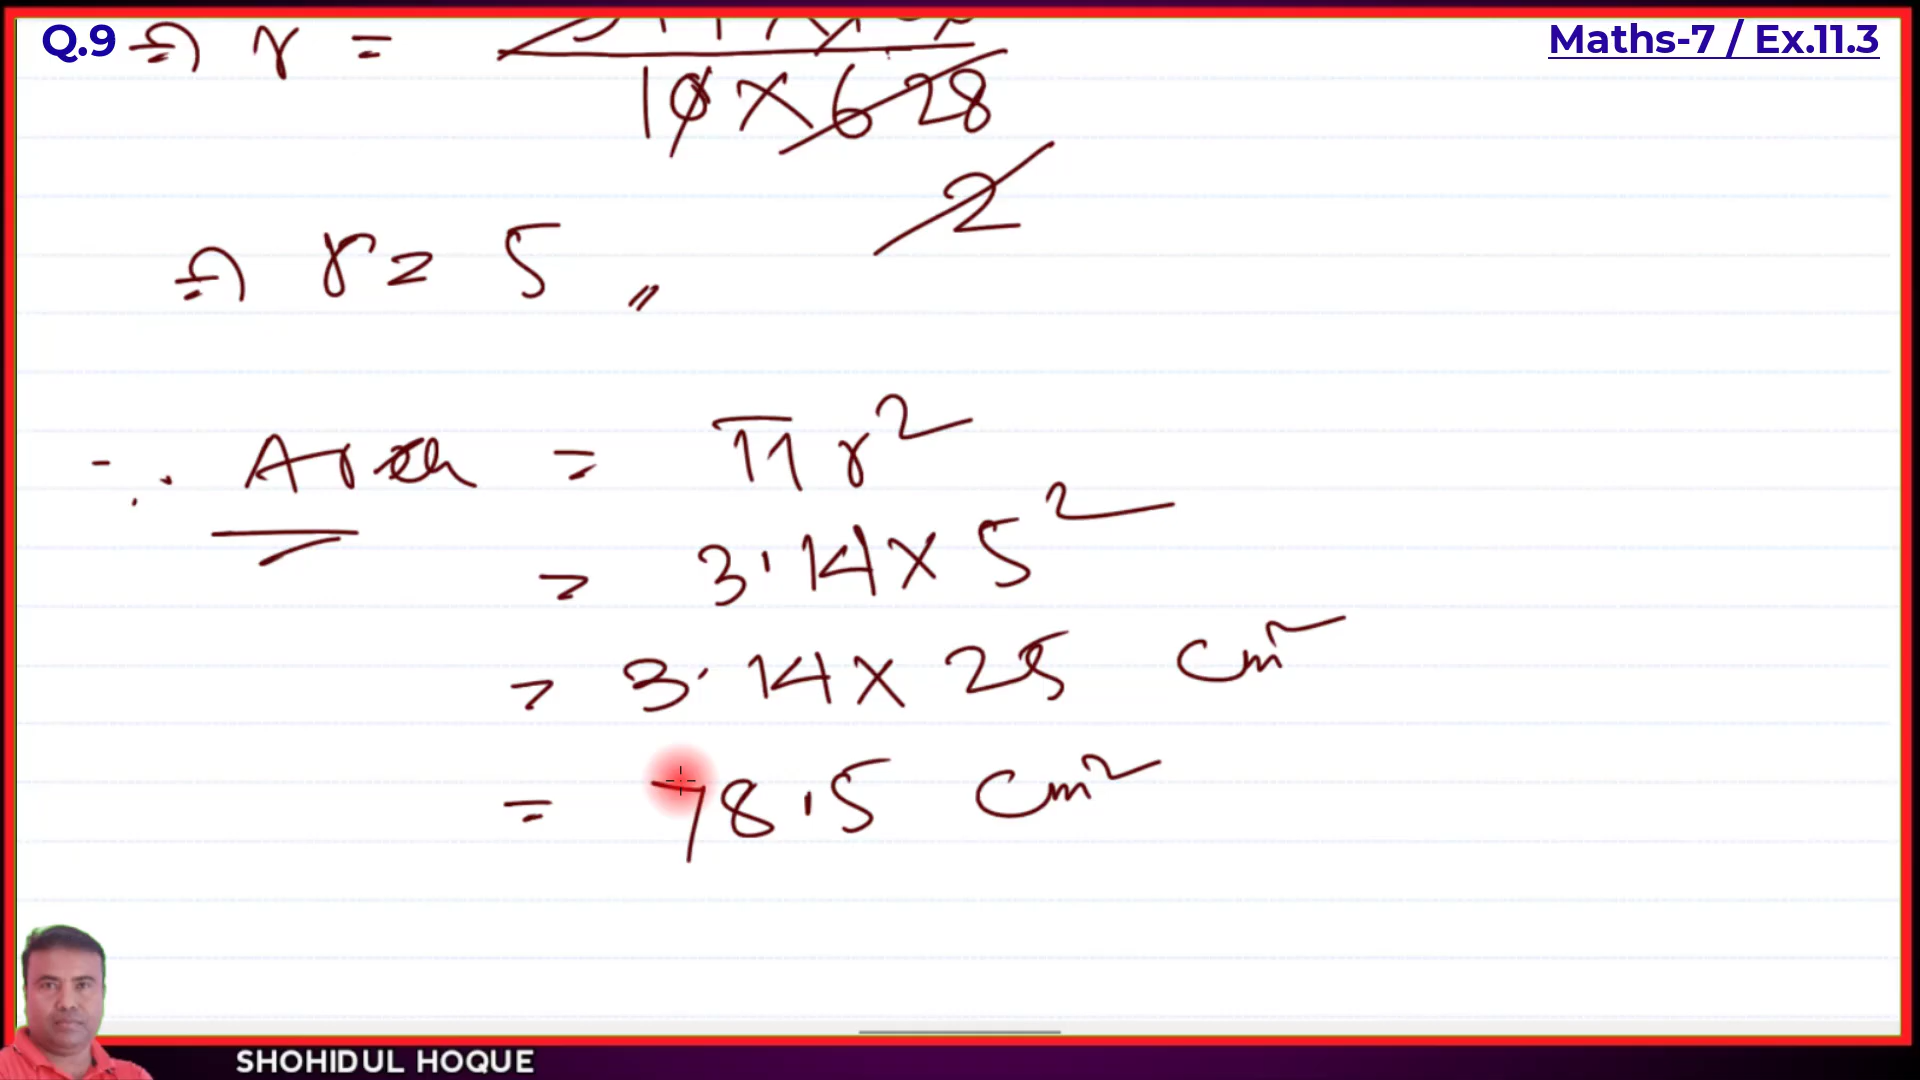 Q.9
Maths-7 / Ex.11.3
বা r =
10 × 628
2
বা r = 5 "
∴ Area = πr²
= 3.14 × 5²
= 3.14 × 25 cm²
= 78.5 cm²
SHOHIDUL HOQUE